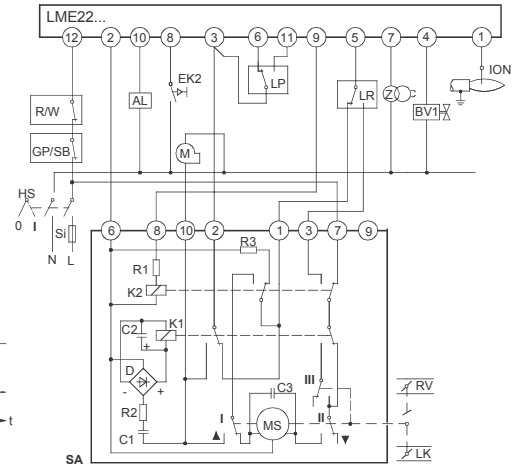 LME22...
12 2 10 8 3 6 11 9 5 7 4 1
ION
EK2
LP
R/W
AL
LR
Z
BV1
GP/SB
M
HS
0 I
Si
N L
6 8 10 2 1 3 7 9
R3
R1
K2
C2
K1
+
D
- +
R2
C3
III
RV
t
I
MS
II
C1
SA
LK